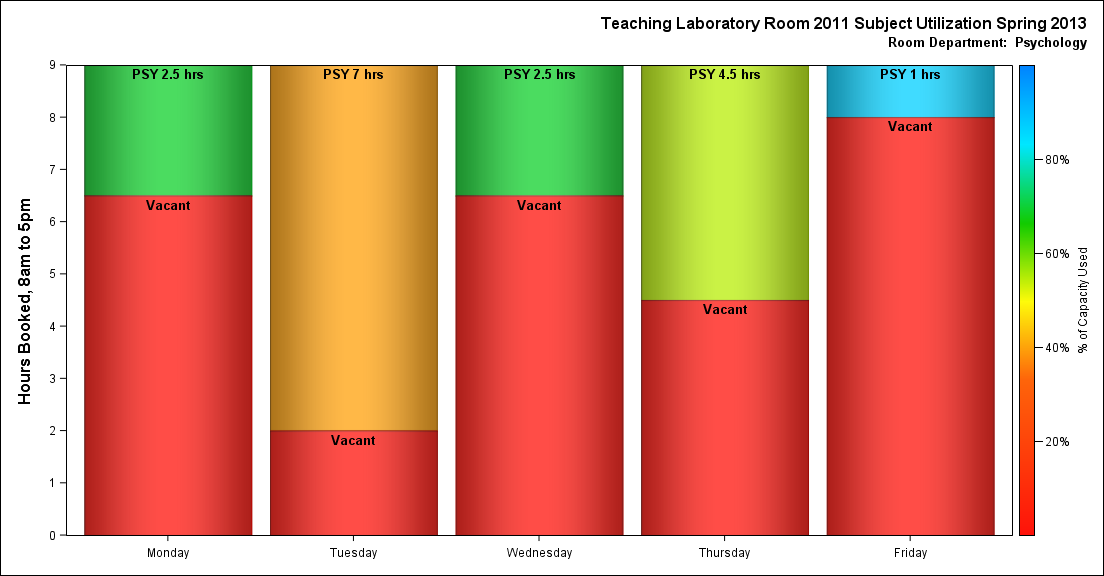 Teaching Laboratory Room 2011 Subject Utilization Spring 2013
Room Department:  Psychology
Hours Booked, 8am to 5pm
9
8
7
6
5
4
3
2
1
0
PSY 2.5 hrs
Vacant
PSY 7 hrs
Vacant
PSY 2.5 hrs
Vacant
PSY 4.5 hrs
Vacant
PSY 1 hrs
Vacant
Monday
Tuesday
Wednesday
Thursday
Friday
80%
60%
40%
20%
% of Capacity Used